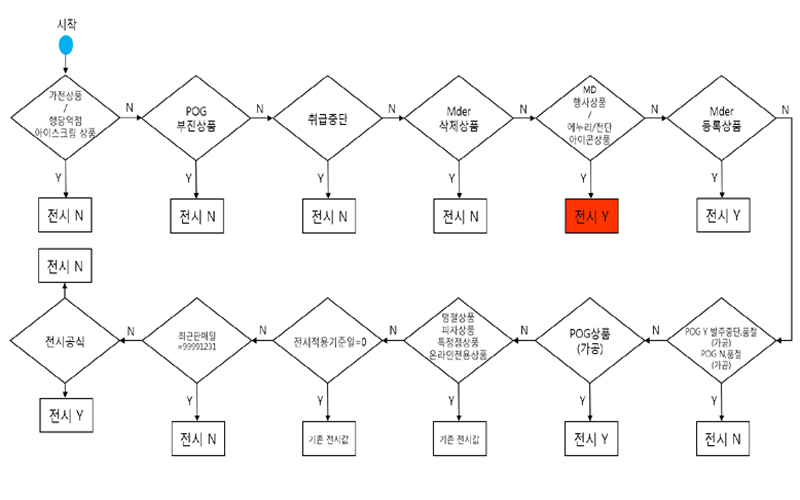 시작
가전상품
/
행당역점
아이스크림 상품
N
POG
부진상품
N
취급중단
N
Mder
삭제상품
N
MD
행사상품
/
에누리/전단
아이콘상품
N
Mder
등록상품
N
Y
Y
Y
Y
Y
Y
전시 N
전시 N
전시 N
전시 N
전시 Y
전시 Y
전시 N
전시공식
N
최근판매일
=99991231
N
전시적용기준일=0
N
명절상품
피자상품
특정점상품
온라인전용상품
N
POG상품
(가공)
N
POG Y 발주중단,품절
(가공)
POG N,품절
(가공)
Y
Y
Y
Y
Y
Y
전시 Y
전시 N
기존 전시값
기존 전시값
전시 Y
전시 N